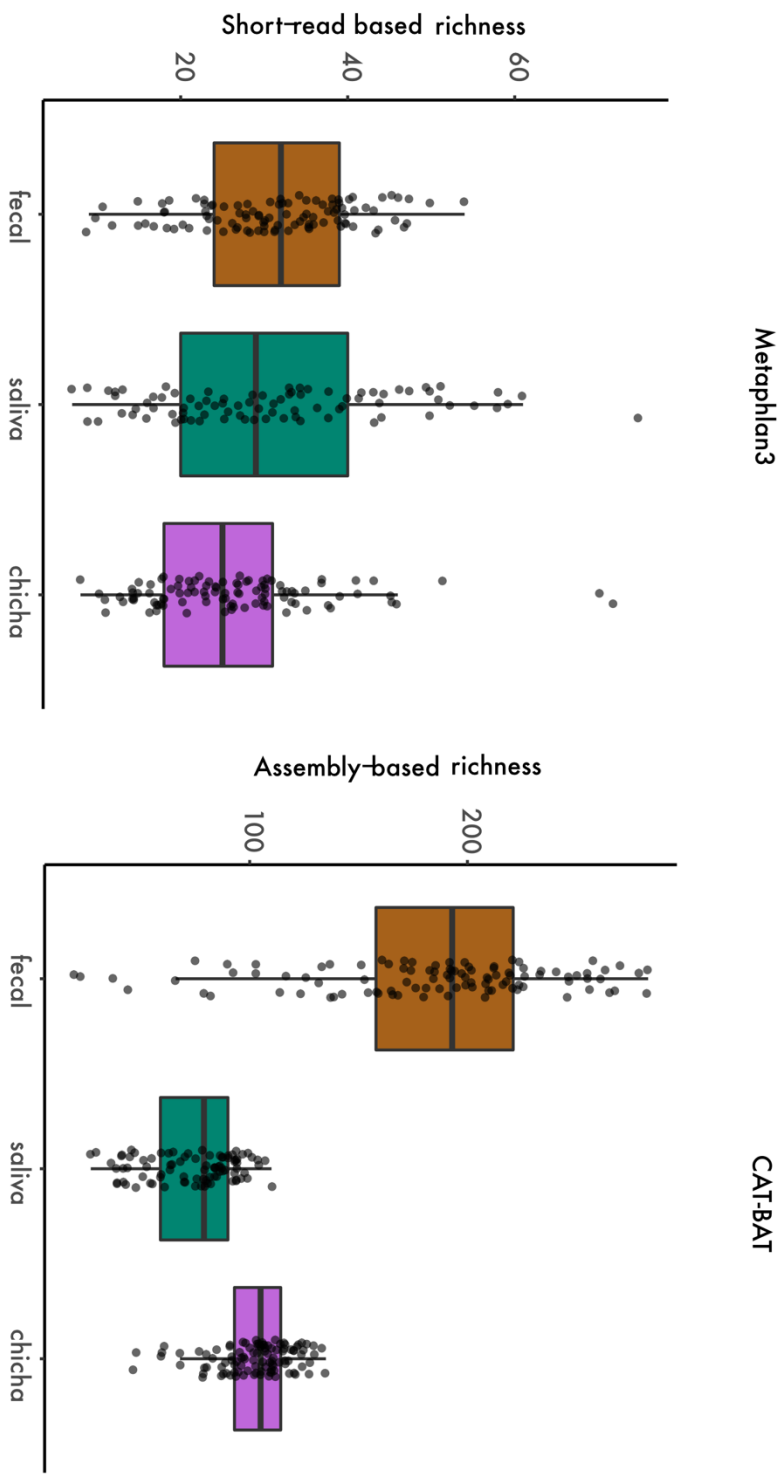 Metaphlan3
Short-read based richness
20
40
60
fecal
saliva
chicha
CAT-BAT
Assembly-based richness
100
200
fecal
saliva
chicha